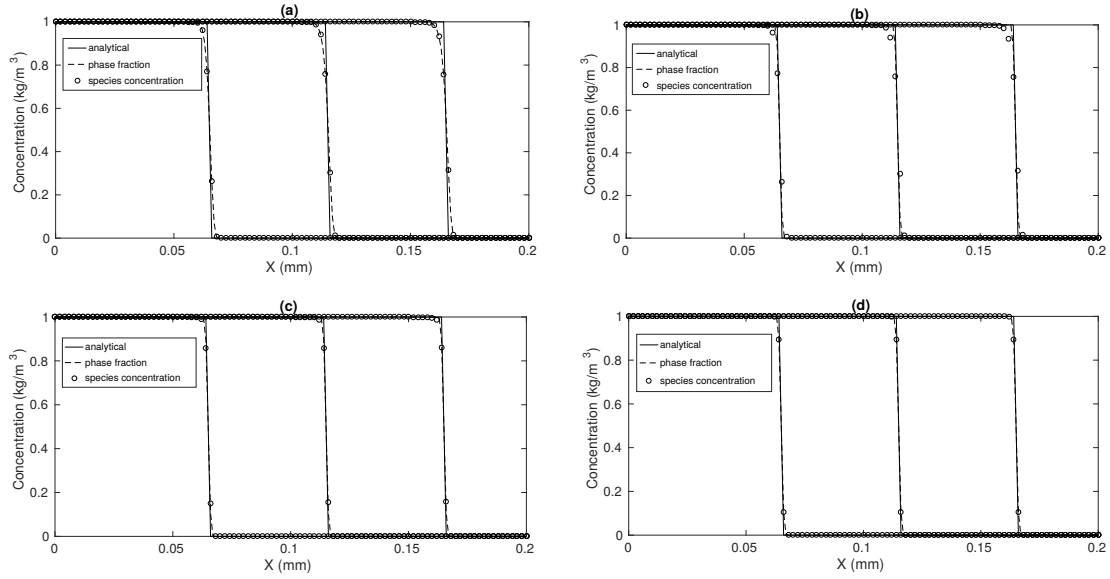 (a)
Concentration (kg/m 3)
1
0.8
0.6
0.4
0.2
0
analytical
phase fraction
species concentration
0 0.05 0.1 0.15 0.2
X (mm)
(b)
Concentration (kg/m 3)
1
0.8
0.6
0.4
0.2
0
analytical
phase fraction
species concentration
0 0.05 0.1 0.15 0.2
X (mm)
(c)
Concentration (kg/m 3)
1
0.8
0.6
0.4
0.2
0
analytical
phase fraction
species concentration
0 0.05 0.1 0.15 0.2
X (mm)
(d)
Concentration (kg/m 3)
1
0.8
0.6
0.4
0.2
0
analytical
phase fraction
species concentration
0 0.05 0.1 0.15 0.2
X (mm)